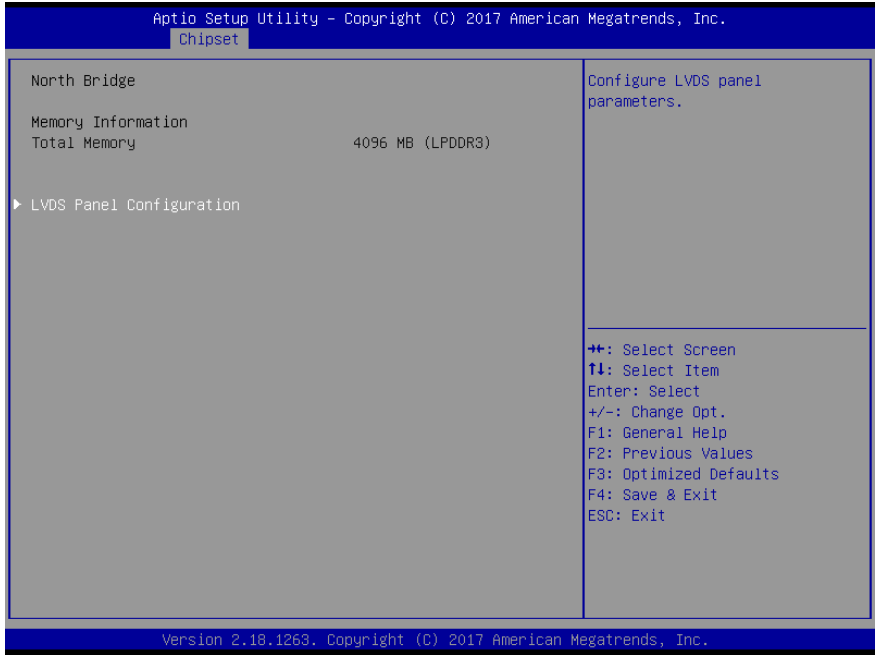 Aptio Setup Utility – Copyright (C) 2017 American Megatrends, Inc.
Chipset
North Bridge
Memory Information
Total Memory 4096 MB (LPDDR3)
▶ LVDS Panel Configuration
Configure LVDS panel
parameters.
→←: Select Screen
↑↓: Select Item
Enter: Select
+/-: Change Opt.
F1: General Help
F2: Previous Values
F3: Optimized Defaults
F4: Save & Exit
ESC: Exit
Version 2.18.1263. Copyright (C) 2017 American Megatrends, Inc.